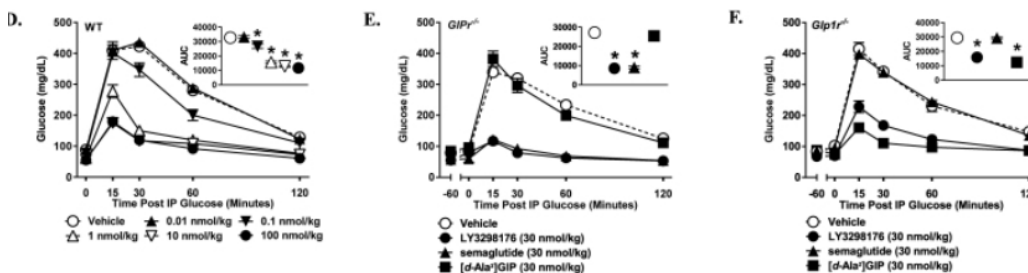 D.
WT
500
400
300
200
100
0
Glucose (mg/dL)
40000
30000
20000
10000
0
AUC
* * * * *
0 15 30 60 120
Time Post IP Glucose (Minutes)
Vehicle 0.01 nmol/kg 0.1 nmol/kg
1 nmol/kg 10 nmol/kg 100 nmol/kg
E.
GIPr-/-
500
400
300
200
100
0
Glucose (mg/dL)
30000
20000
10000
0
AUC
* *
-60 0 15 30 60 120
Time Post IP Glucose (Minutes)
Vehicle
LY3298176 (30 nmol/kg)
semaglutide (30 nmol/kg)
[d-Ala²]GIP (30 nmol/kg)
F.
Glp1r-/-
500
400
300
200
100
0
Glucose (mg/dL)
40000
30000
20000
10000
0
AUC
* *
-60 0 15 30 60 120
Time Post IP Glucose (Minutes)
Vehicle
LY3298176 (30 nmol/kg)
semaglutide (30 nmol/kg)
[d-Ala²]GIP (30 nmol/kg)